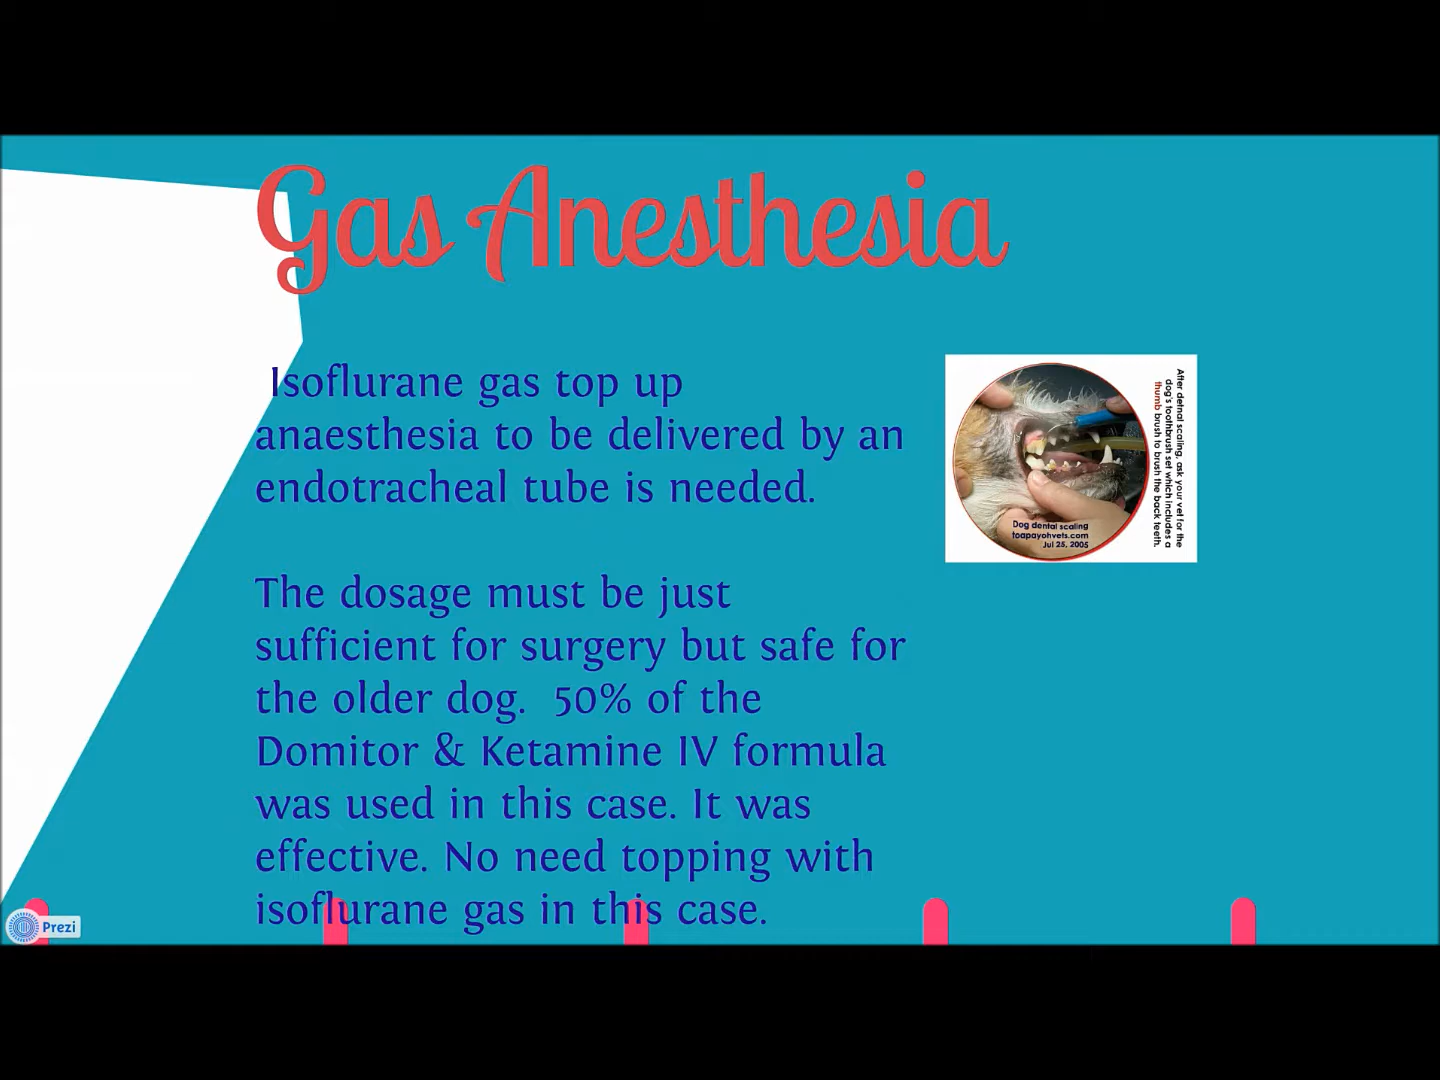 Gas Anesthesia
Isoflurane gas top up
anaesthesia to be delivered by an
endotracheal tube is needed.
The dosage must be just
sufficient for surgery but safe for
the older dog.  50% of the
Domitor & Ketamine IV formula
was used in this case. It was
effective. No need topping with
isoflurane gas in this case.
After detnal scaling, ask your vet for the
dog's toothbrush set which includes a
thumb brush to brush the back teeth.
Dog dental scaling
toapayohvets.com
Jul 25, 2005
Prezi